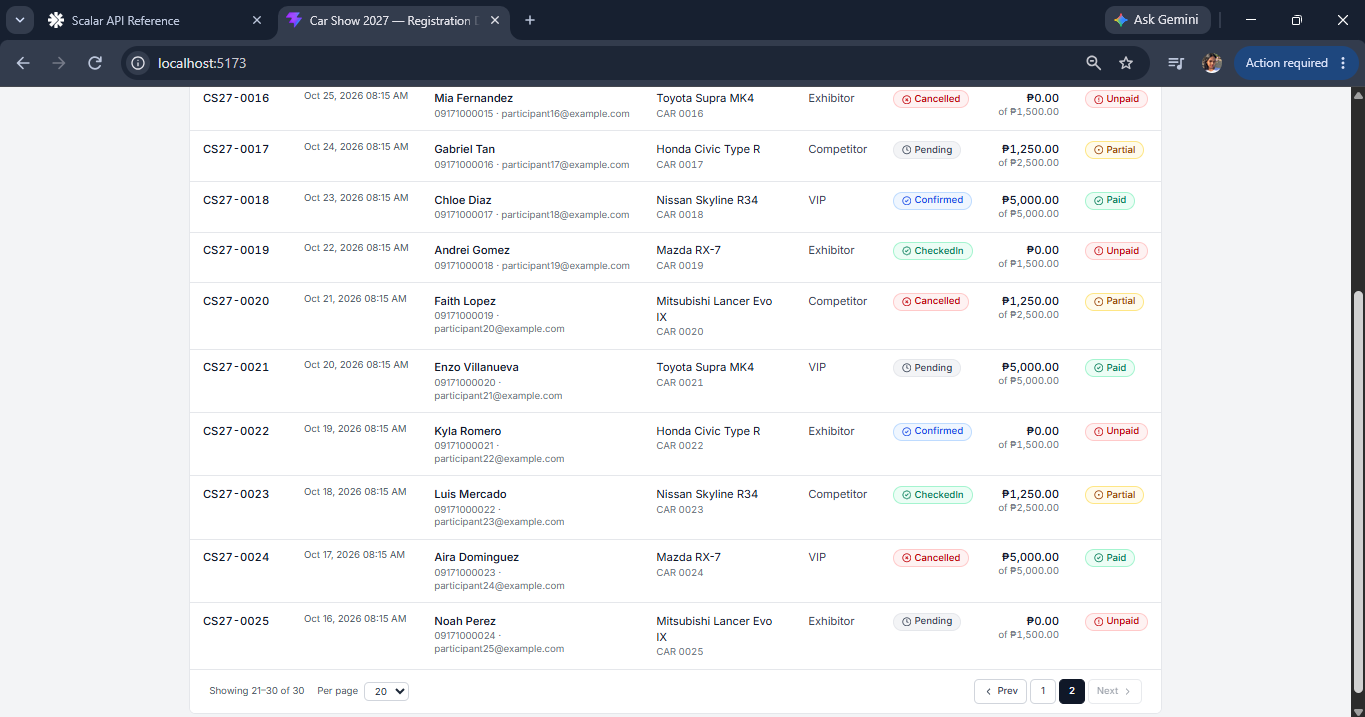 Scalar API Reference
Car Show 2027 — Registration D
Ask Gemini
localhost:5173
Action required
CS27-0016 Oct 25, 2026 08:15 AM Mia Fernandez Toyota Supra MK4 Exhibitor Cancelled ₱0.00 Unpaid
09171000015 · participant16@example.com CAR 0016 of ₱1,500.00
CS27-0017 Oct 24, 2026 08:15 AM Gabriel Tan Honda Civic Type R Competitor Pending ₱1,250.00 Partial
09171000016 · participant17@example.com CAR 0017 of ₱2,500.00
CS27-0018 Oct 23, 2026 08:15 AM Chloe Diaz Nissan Skyline R34 VIP Confirmed ₱5,000.00 Paid
09171000017 · participant18@example.com CAR 0018 of ₱5,000.00
CS27-0019 Oct 22, 2026 08:15 AM Andrei Gomez Mazda RX-7 Exhibitor CheckedIn ₱0.00 Unpaid
09171000018 · participant19@example.com CAR 0019 of ₱1,500.00
CS27-0020 Oct 21, 2026 08:15 AM Faith Lopez Mitsubishi Lancer Evo Competitor Cancelled ₱1,250.00 Partial
09171000019 · IX of ₱2,500.00
participant20@example.com CAR 0020
CS27-0021 Oct 20, 2026 08:15 AM Enzo Villanueva Toyota Supra MK4 VIP Pending ₱5,000.00 Paid
09171000020 · CAR 0021 of ₱5,000.00
participant21@example.com
CS27-0022 Oct 19, 2026 08:15 AM Kyla Romero Honda Civic Type R Exhibitor Confirmed ₱0.00 Unpaid
09171000021 · CAR 0022 of ₱1,500.00
participant22@example.com
CS27-0023 Oct 18, 2026 08:15 AM Luis Mercado Nissan Skyline R34 Competitor CheckedIn ₱1,250.00 Partial
09171000022 · CAR 0023 of ₱2,500.00
participant23@example.com
CS27-0024 Oct 17, 2026 08:15 AM Aira Dominguez Mazda RX-7 VIP Cancelled ₱5,000.00 Paid
09171000023 · CAR 0024 of ₱5,000.00
participant24@example.com
CS27-0025 Oct 16, 2026 08:15 AM Noah Perez Mitsubishi Lancer Evo Exhibitor Pending ₱0.00 Unpaid
09171000024 · IX of ₱1,500.00
participant25@example.com CAR 0025
Showing 21–30 of 30 Per page 20 Prev 1 2 Next